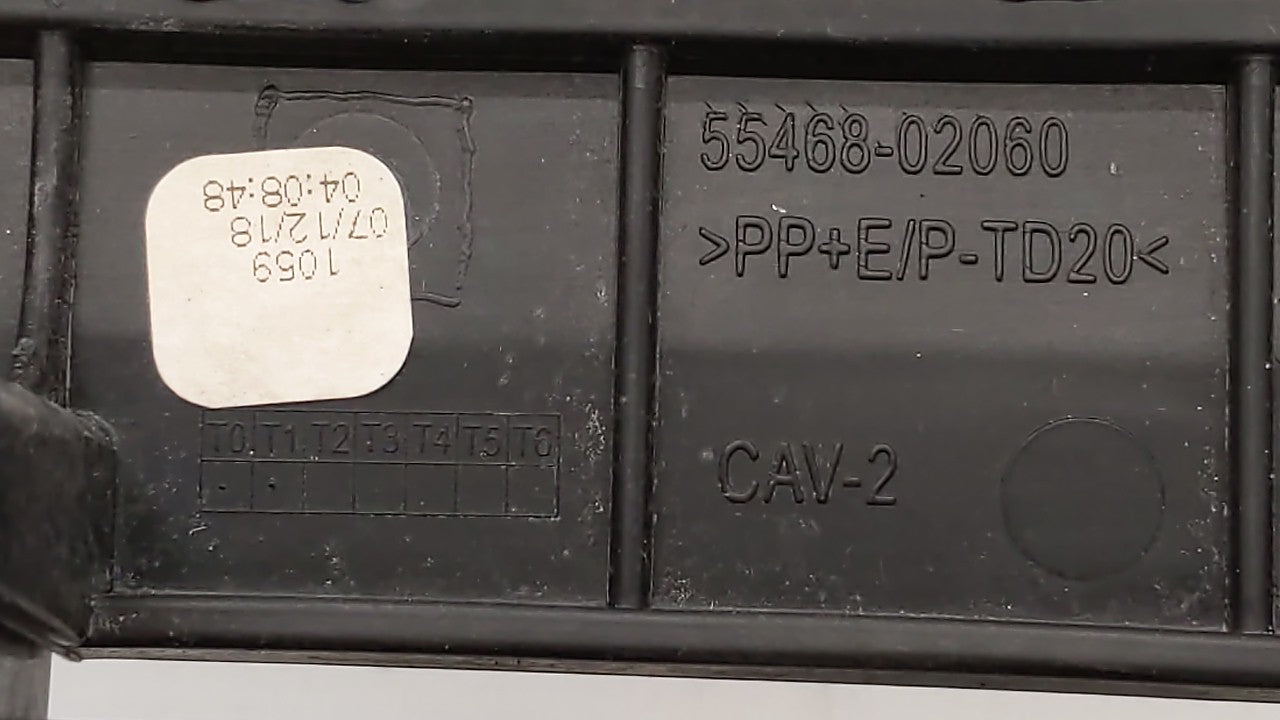 55468-02060
>PP+E/P-TD20<
CAV-2
1059
07/12/18
04:08:48
T0 T1 T2 T3 T4 T5 T6